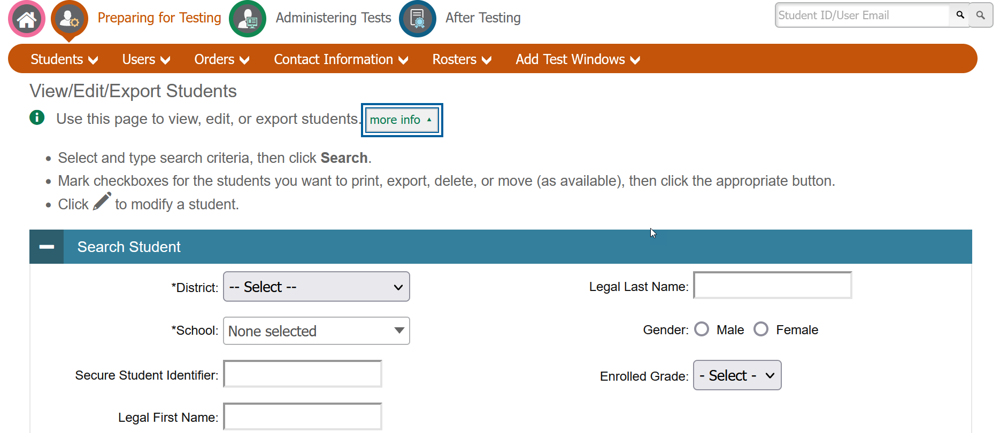 Preparing for Testing Administering Tests After Testing Student ID/User Email
Students Users Orders Contact Information Rosters Add Test Windows
View/Edit/Export Students
Use this page to view, edit, or export students. more info
• Select and type search criteria, then click Search.
• Mark checkboxes for the students you want to print, export, delete, or move (as available), then click the appropriate button.
• Click to modify a student.
Search Student
*District: -- Select -- Legal Last Name:
*School: None selected Gender: Male Female
Secure Student Identifier: Enrolled Grade: - Select -
Legal First Name: